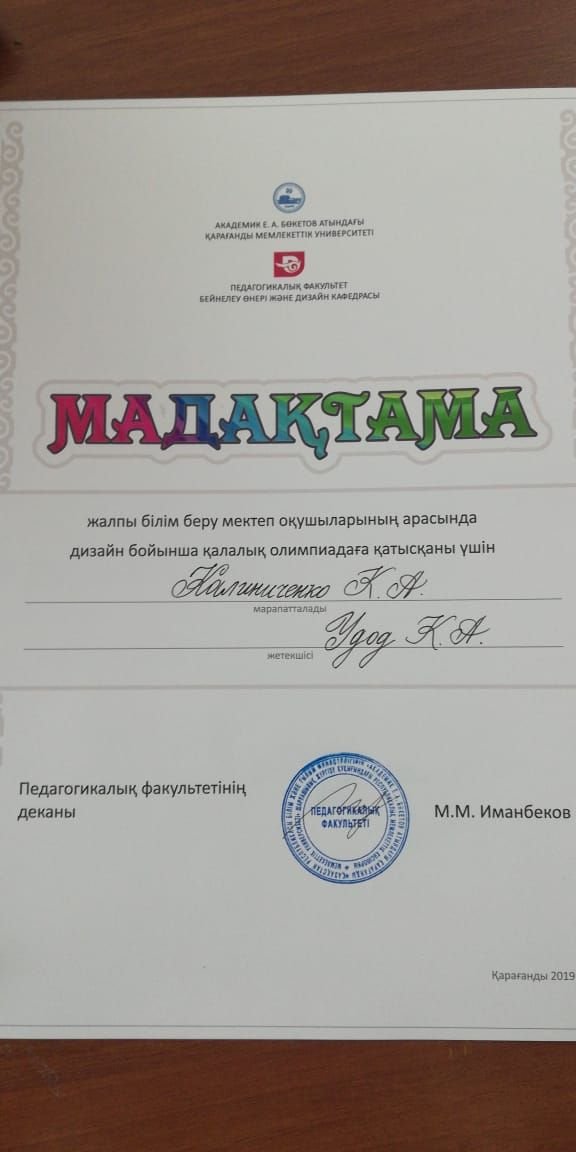 АКАДЕМИК Е. А. БӨКЕТОВ АТЫНДАҒЫ
ҚАРАҒАНДЫ МЕМЛЕКЕТТІК УНИВЕРСИТЕТІ
ПЕДАГОГИКАЛЫҚ ФАКУЛЬТЕТ
БЕЙНЕЛЕУ ӨНЕРІ ЖӘНЕ ДИЗАЙН КАФЕДРАСЫ
МАДАҚТАМА
жалпы білім беру мектеп оқушыларының арасында
дизайн бойынша қалалық олимпиадаға қатысқаны үшін
Калиниченко К. А.
марапатталады
Удод К. А.
жетекшісі
Педагогикалық факультетінің
деканы
ПЕДАГОГИКАЛЫҚ
ФАКУЛЬТЕТІ
М.М. Иманбеков
Қарағанды 2019